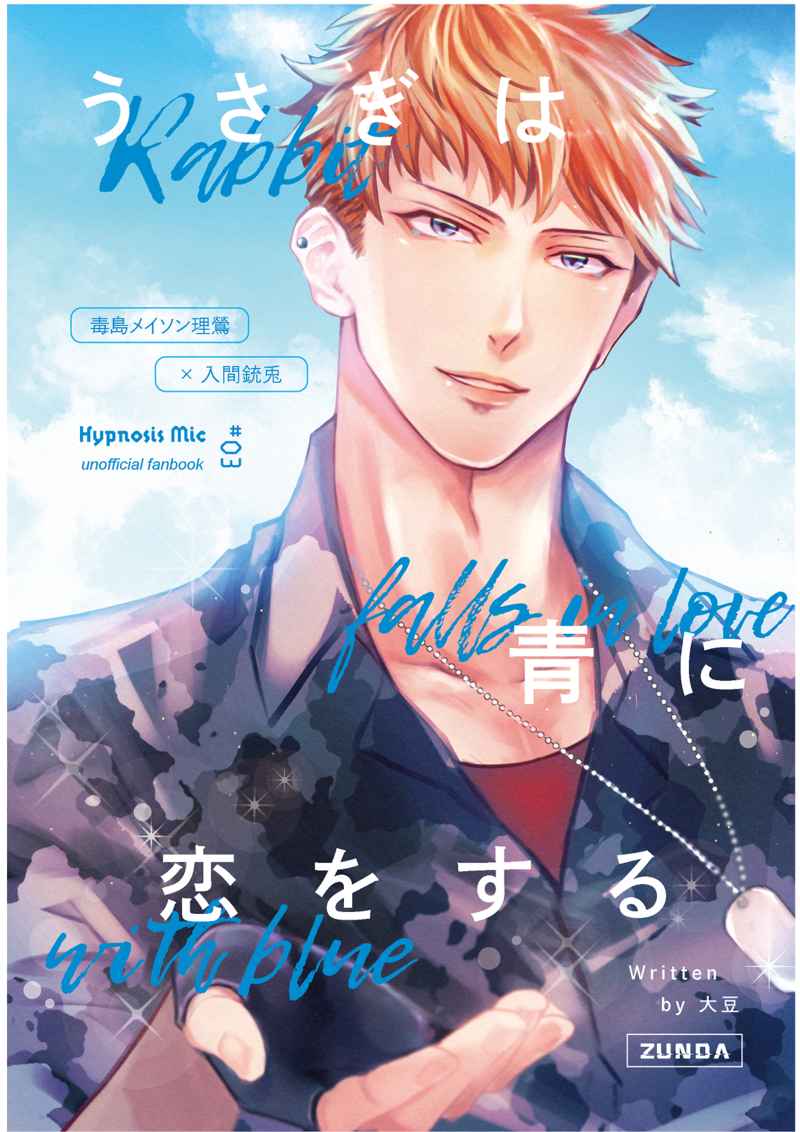 うさぎは
Rabbit
毒島メイソン理鶯
× 入間銃兎
Hypnosis Mic
unofficial fanbook
#03
falls in love
青に
恋をする
with blue
Written
by 大豆
ZUNDA